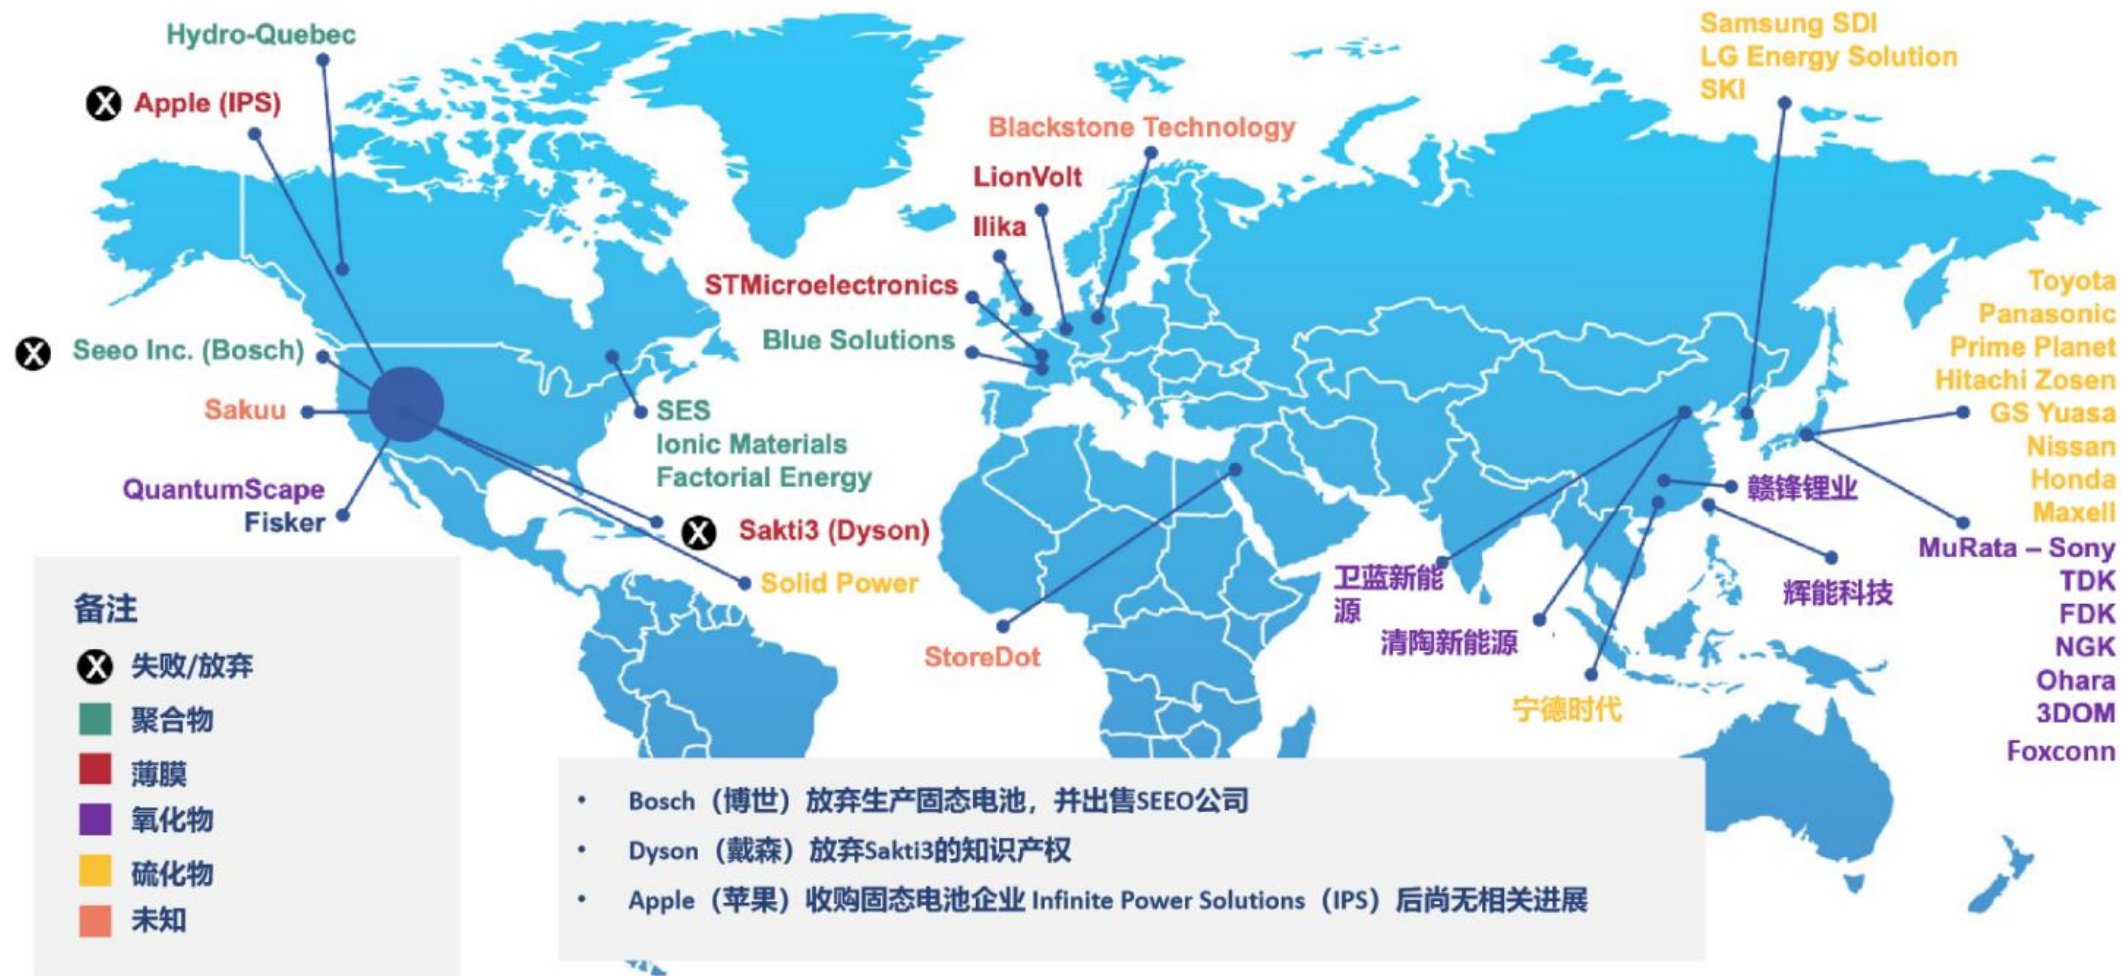 Hydro-Quebec
X Apple (IPS)
Samsung SDI
LG Energy Solution
SKI
Blackstone Technology
LionVolt
Ilika
STMicroelectronics
Blue Solutions
Toyota
Panasonic
Prime Planet
Hitachi Zosen
GS Yuasa
Nissan
Honda
Maxell
X Seeo Inc. (Bosch)
Sakuu
SES
Ionic Materials
Factorial Energy
QuantumScape
Fisker
X Sakti3 (Dyson)
Solid Power
StoreDot
赣锋锂业
辉能科技
卫蓝新能
源
清陶新能源
宁德时代
MuRata – Sony
TDK
FDK
NGK
Ohara
3DOM
Foxconn
备注
X 失败/放弃
聚合物
薄膜
氧化物
硫化物
未知
• Bosch（博世）放弃生产固态电池，并出售SEEO公司
• Dyson（戴森）放弃Sakti3的知识产权
• Apple（苹果）收购固态电池企业 Infinite Power Solutions（IPS）后尚无相关进展